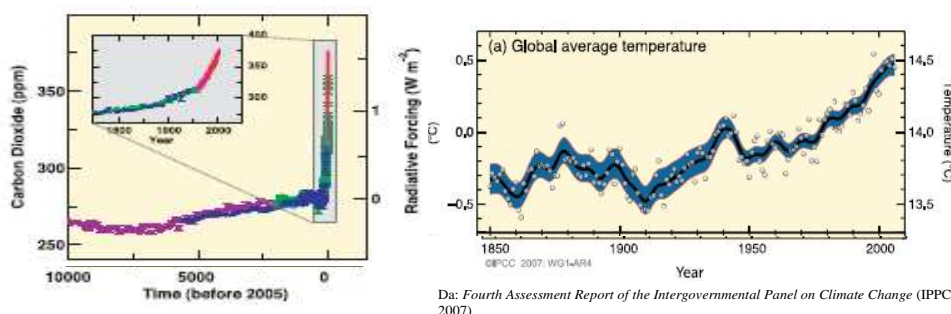 Carbon Dioxide (ppm)
350
300
250
400
350
300
1800
1900
2000
Year
1
0
Radiative Forcing (W m⁻²)
10000
5000
0
Time (before 2005)
(a) Global average temperature
0,5
0,0
−0,5
(°C)
14,5
14,0
13,5
Temperature (°C)
1850
1900
1950
2000
©IPCC 2007: WG1-AR4
Year
Da: Fourth Assessment Report of the Intergovernmental Panel on Climate Change (IPPC
2007)